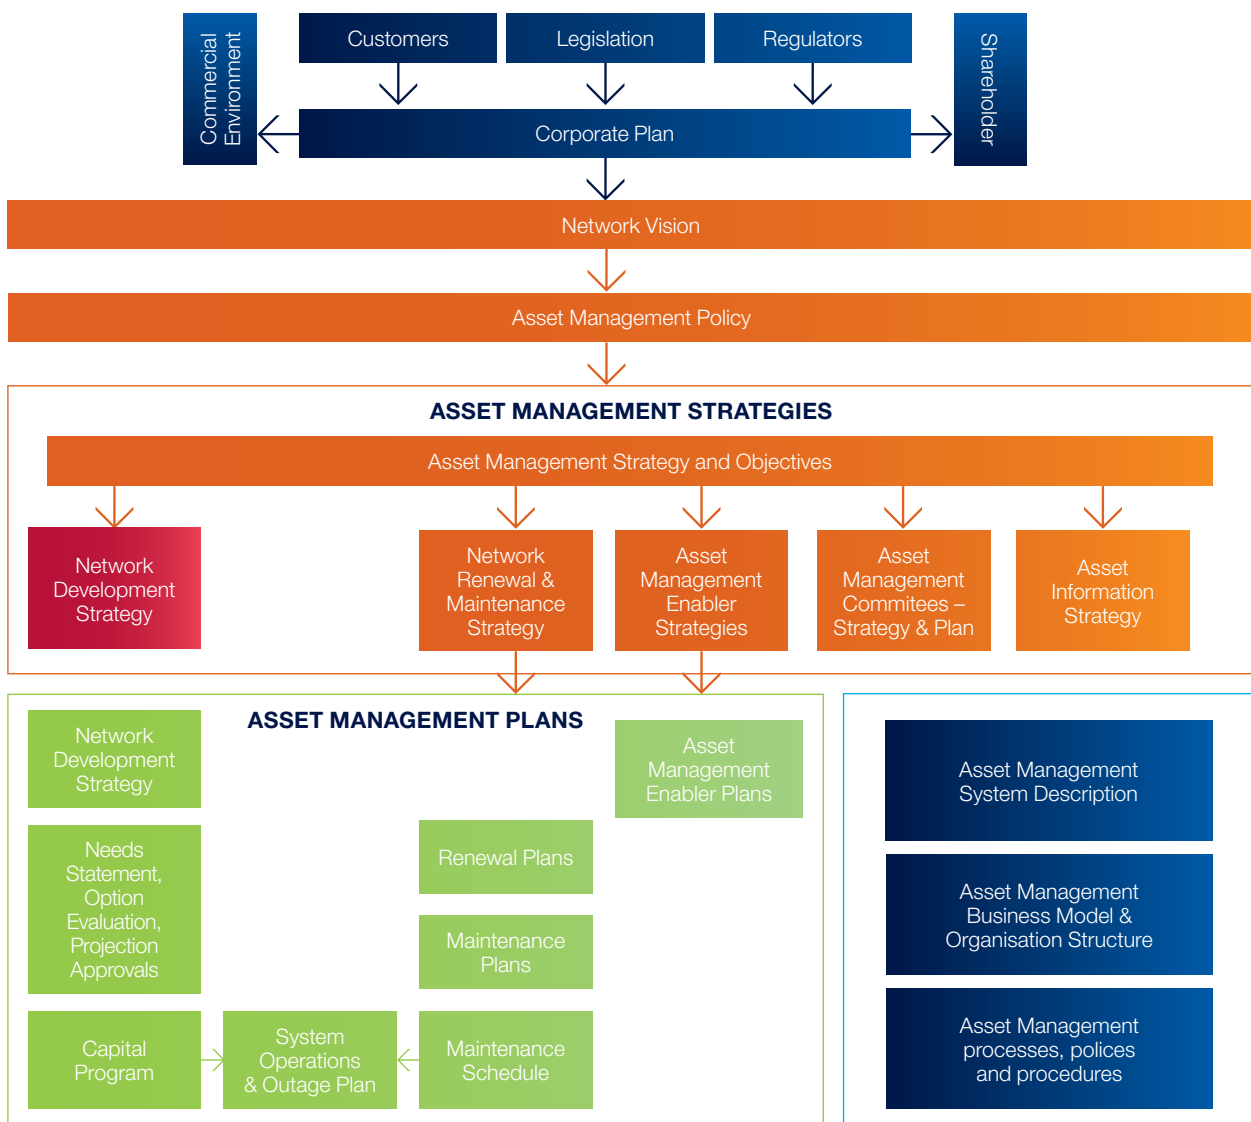 Commercial
Environment
Customers
Legislation
Regulators
Shareholder
Corporate Plan
Network Vision
Asset Management Policy
ASSET MANAGEMENT STRATEGIES
Asset Management Strategy and Objectives
Network
Development
Strategy
Network
Renewal &
Maintenance
Strategy
Asset
Management
Enabler
Strategies
Asset
Management
Commitees –
Strategy & Plan
Asset
Information
Strategy
ASSET MANAGEMENT PLANS
Network
Development
Strategy
Needs
Statement,
Option
Evaluation,
Projection
Approvals
Capital
Program
System
Operations
& Outage Plan
Renewal Plans
Maintenance
Plans
Maintenance
Schedule
Asset
Management
Enabler Plans
Asset Management
System Description
Asset Management
Business Model &
Organisation Structure
Asset Management
processes, polices
and procedures